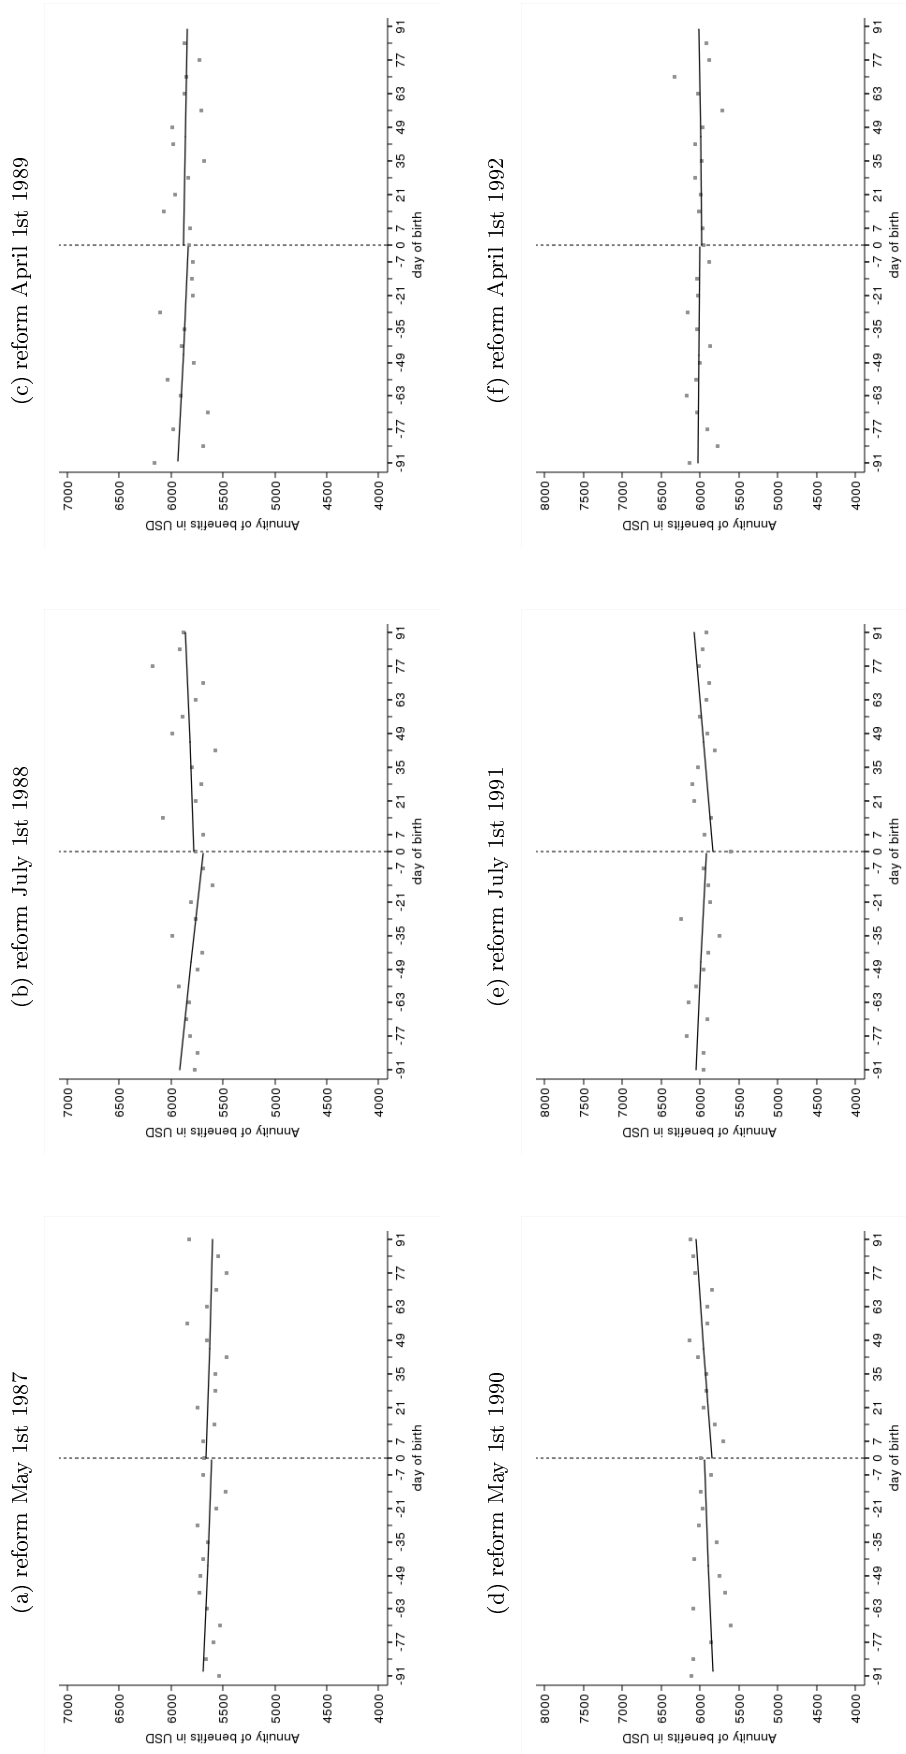 (a) reform May 1st 1987
Annuity of benefits in USD
7000
6500
6000
5500
5000
4500
4000
-91 -77 -63 -49 -35 -21 -7 0 7 21 35 49 63 77 91
day of birth
(b) reform July 1st 1988
Annuity of benefits in USD
7000
6500
6000
5500
5000
4500
4000
-91 -77 -63 -49 -35 -21 -7 0 7 21 35 49 63 77 91
day of birth
(c) reform April 1st 1989
Annuity of benefits in USD
7000
6500
6000
5500
5000
4500
4000
-91 -77 -63 -49 -35 -21 -7 0 7 21 35 49 63 77 91
day of birth
(d) reform May 1st 1990
Annuity of benefits in USD
8000
7500
7000
6500
6000
5500
5000
4500
4000
-91 -77 -63 -49 -35 -21 -7 0 7 21 35 49 63 77 91
day of birth
(e) reform July 1st 1991
Annuity of benefits in USD
8000
7500
7000
6500
6000
5500
5000
4500
4000
-91 -77 -63 -49 -35 -21 -7 0 7 21 35 49 63 77 91
day of birth
(f) reform April 1st 1992
Annuity of benefits in USD
8000
7500
7000
6500
6000
5500
5000
4500
4000
-91 -77 -63 -49 -35 -21 -7 0 7 21 35 49 63 77 91
day of birth